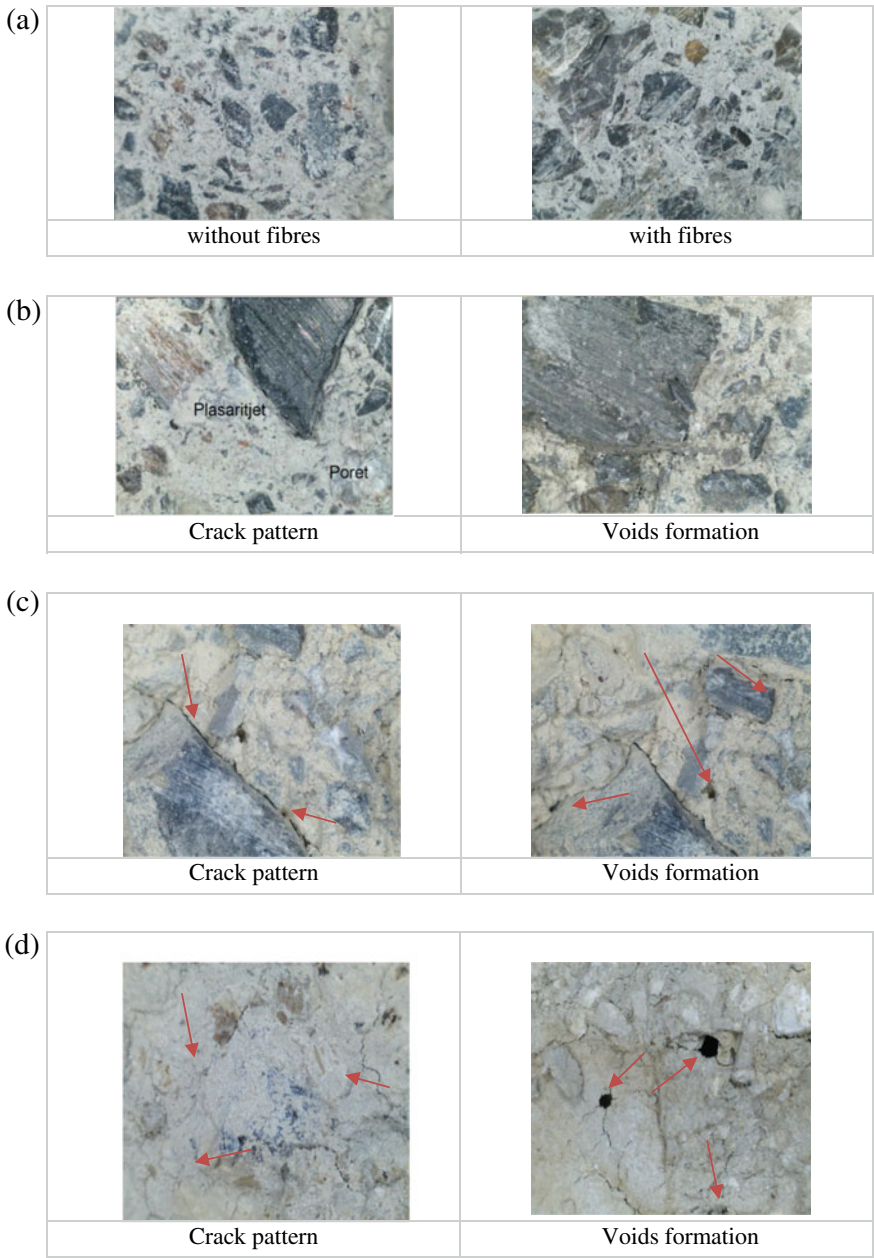 (a)
without fibres
with fibres
(b)
Plasaritjet
Poret
Crack pattern
Voids formation
(c)
Crack pattern
Voids formation
(d)
Crack pattern
Voids formation